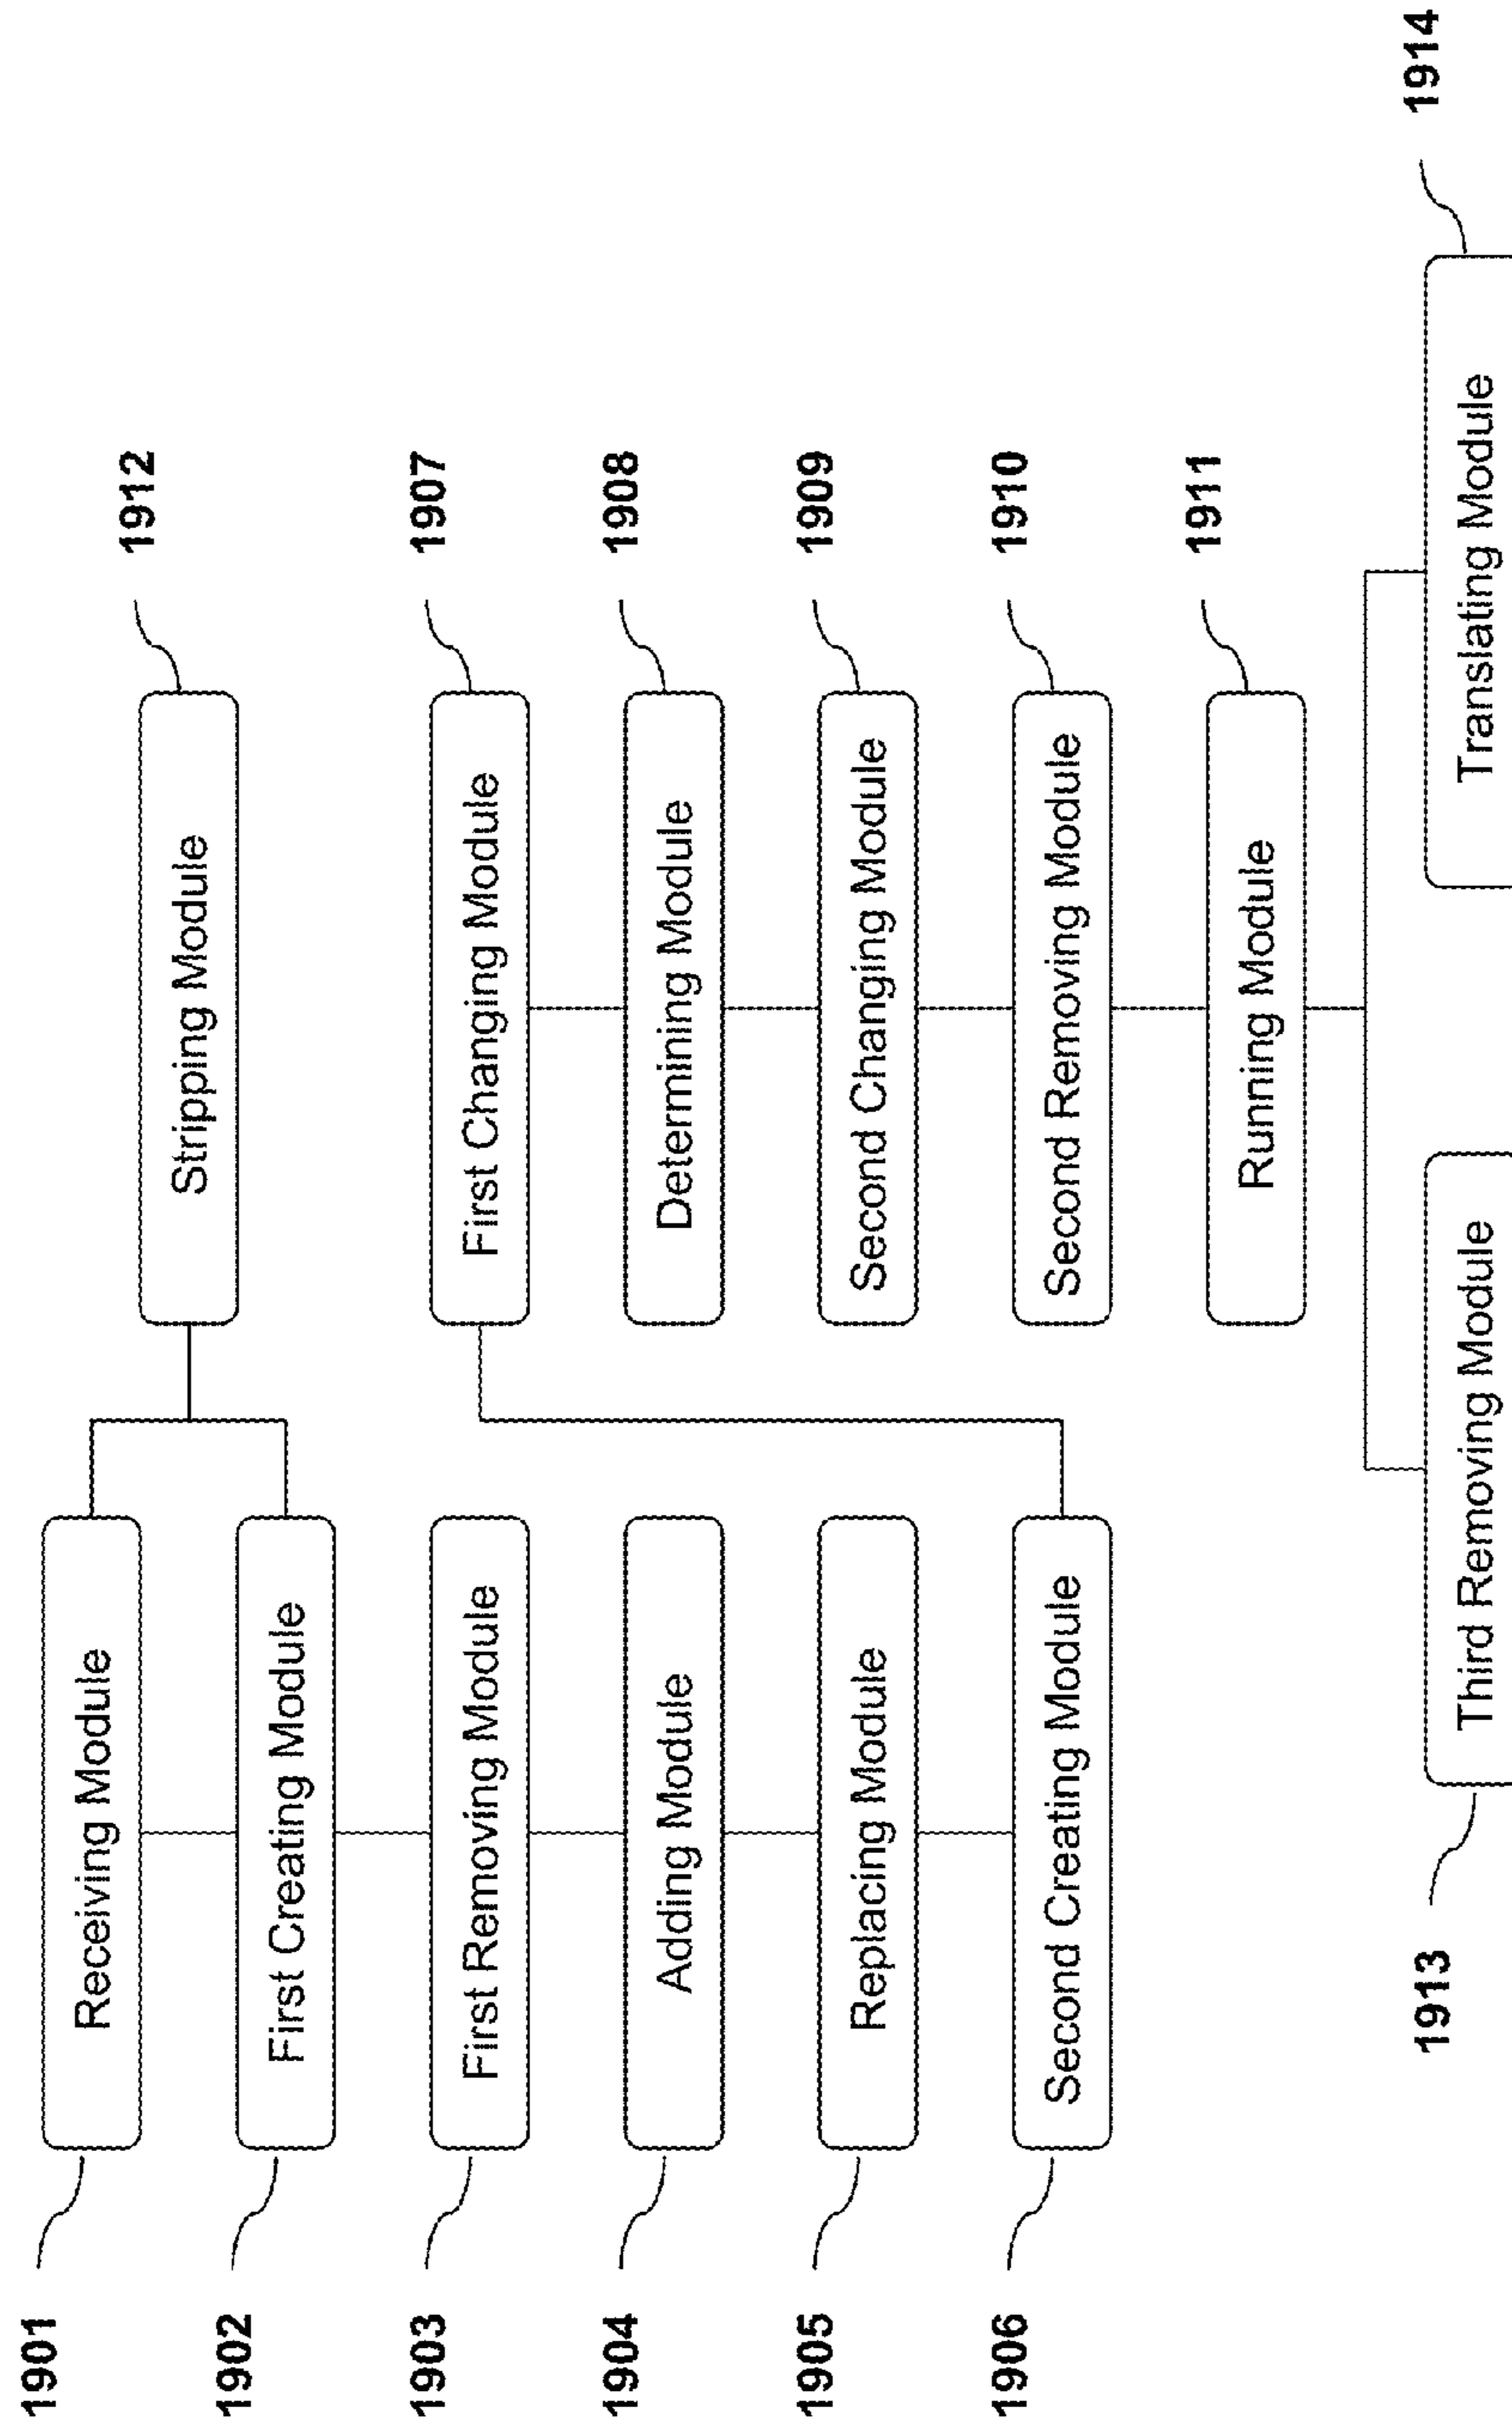 1901
Receiving Module
1902
First Creating Module
Stripping Module
1912
1903
First Removing Module
First Changing Module
1907
1904
Adding Module
Determining Module
1908
1905
Replacing Module
Second Changing Module
1909
1906
Second Creating Module
Second Removing Module
1910
Running Module
1911
1913
Third Removing Module
Translating Module
1914